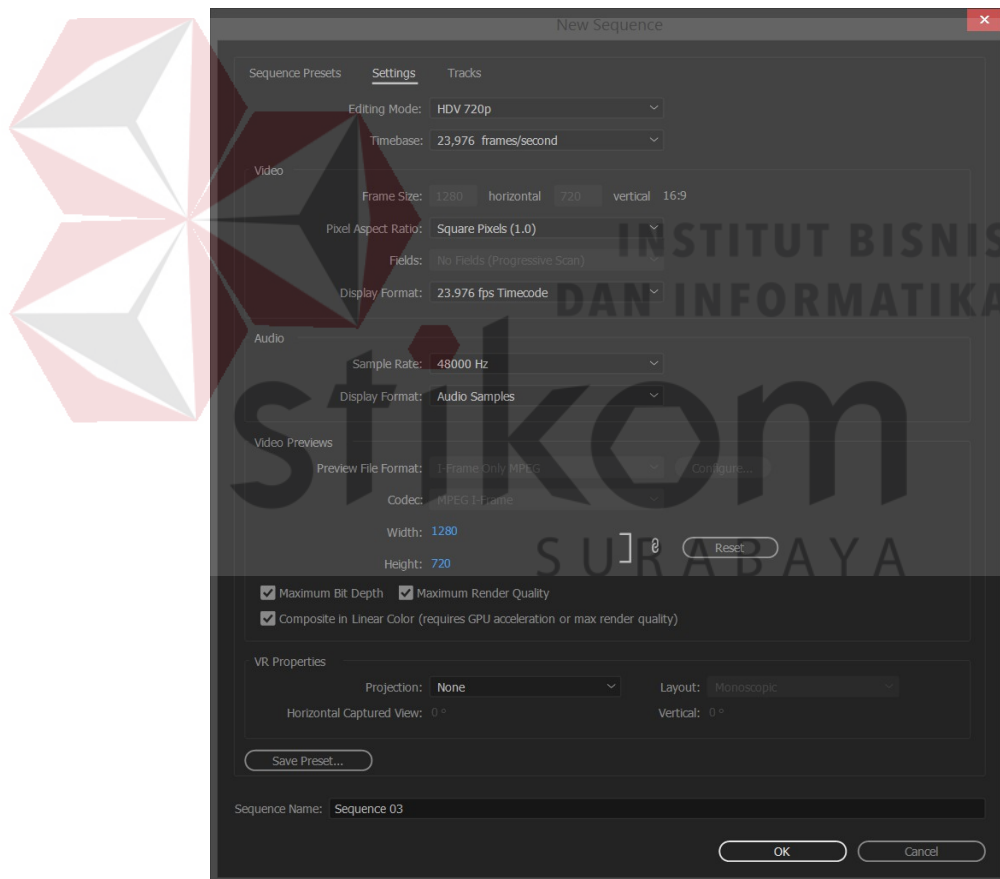 New Sequence
Sequence Presets Settings Tracks
Editing Mode: HDV 720p
Timebase: 23,976 frames/second
Video
Frame Size: 1280 horizontal 720 vertical 16:9
Pixel Aspect Ratio: Square Pixels (1.0)
Fields: No Fields (Progressive Scan)
Display Format: 23.976 fps Timecode
Audio
Sample Rate: 48000 Hz
Display Format: Audio Samples
Video Previews
Preview File Format: I-Frame Only MPEG Configure...
Codec: MPEG I-Frame
Width: 1280
Height: 720
Reset
Maximum Bit Depth Maximum Render Quality
Composite in Linear Color (requires GPU acceleration or max render quality)
VR Properties
Projection: None Layout: Monoscopic
Horizontal Captured View: 0° Vertical: 0°
Save Preset...
Sequence Name: Sequence 03
OK Cancel
INSTITUT BISNIS
DAN INFORMATIKA
stikom
SURABAYA